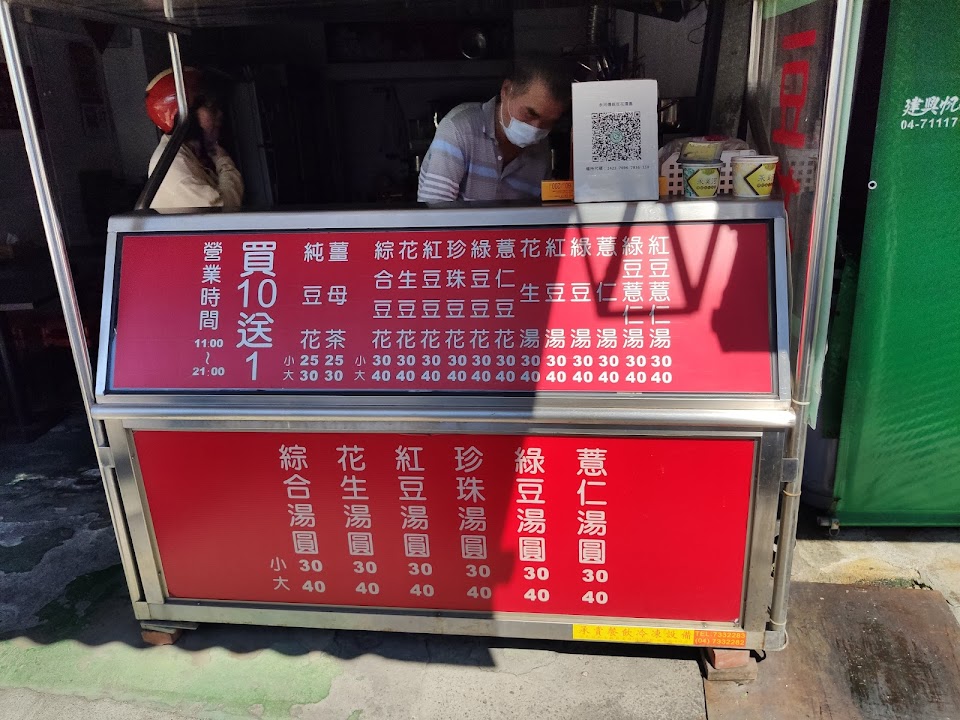 建興帆
04-71117
豆
營業時間
11:00
~
21:00
買10送1
小
大
純豆花 25 30
薑母茶 25 30
小
大
綜合豆花 30 40
花生豆花 30 40
紅豆豆花 30 40
珍珠豆花 30 40
綠豆豆花 30 40
薏仁豆花 30 40
花生湯 30 40
紅豆湯 30 40
綠豆湯 30 40
薏仁湯 30 40
綠豆薏仁湯 30 40
紅豆薏仁湯 30 40
小
大
綜合湯圓 30 40
花生湯圓 30 40
紅豆湯圓 30 40
珍珠湯圓 30 40
綠豆湯圓 30 40
薏仁湯圓 30 40